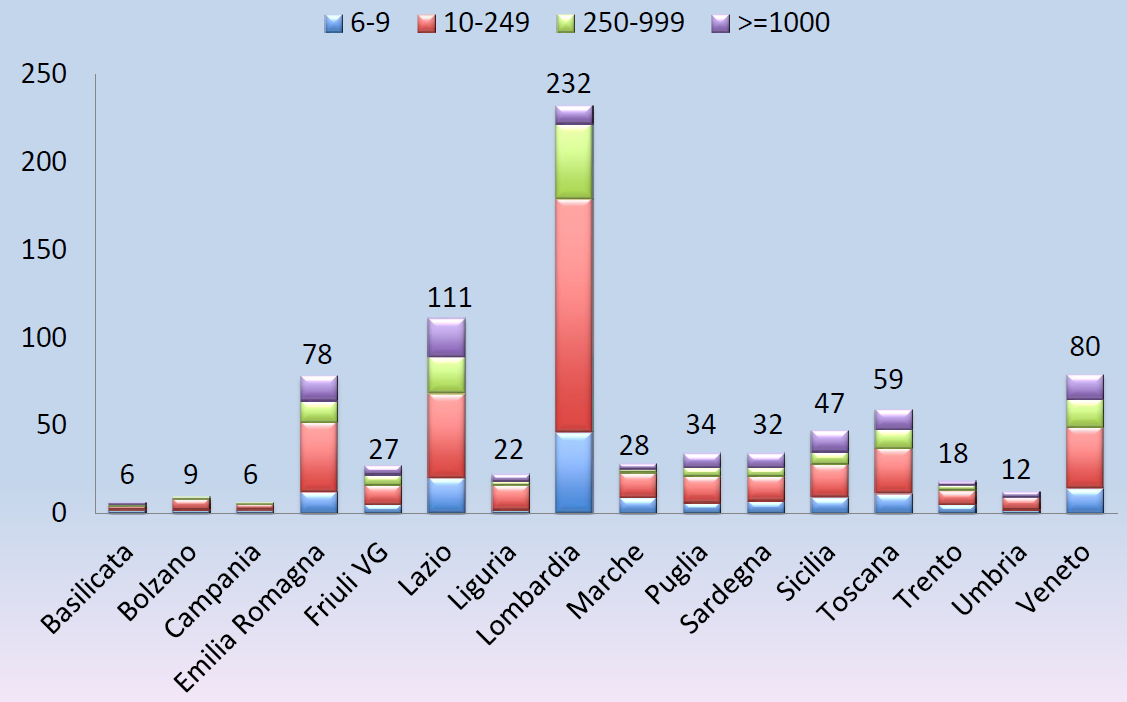 6-9 10-249 250-999 >=1000
250
200
150
100
50
0
6 9 6 78 27 111 22 232 28 34 32 47 59 18 12 80
Basilicata Bolzano Campania Emilia Romagna Friuli VG Lazio Liguria Lombardia Marche Puglia Sardegna Sicilia Toscana Trento Umbria Veneto